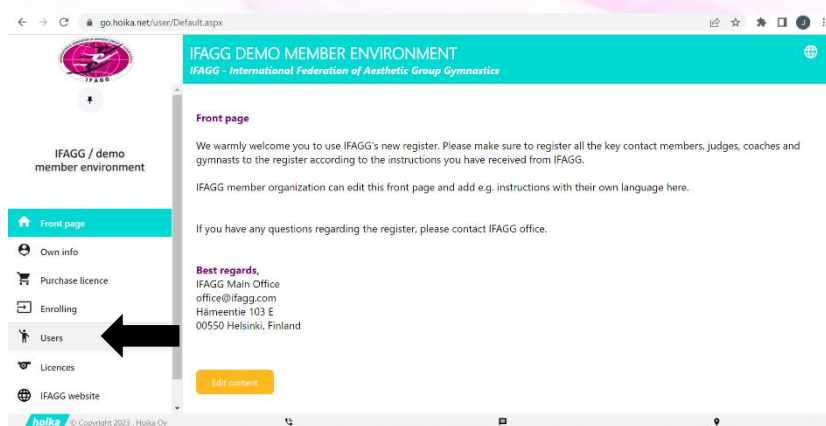 go.hoika.net/user/Default.aspx
J
IFAGG
IFAGG / demo
member environment
Front page
Own info
Purchase licence
Enrolling
Users
Licences
IFAGG website
hoika © Copyright 2023 , Hoika Oy
IFAGG DEMO MEMBER ENVIRONMENT
IFAGG - International Federation of Aesthetic Group Gymnastics
Front page
We warmly welcome you to use IFAGG's new register. Please make sure to register all the key contact members, judges, coaches and
gymnasts to the register according to the instructions you have received from IFAGG.
IFAGG member organization can edit this front page and add e.g. instructions with their own language here.
If you have any questions regarding the register, please contact IFAGG office.
Best regards,
IFAGG Main Office
office@ifagg.com
Hämeentie 103 E
00550 Helsinki, Finland
Edit content